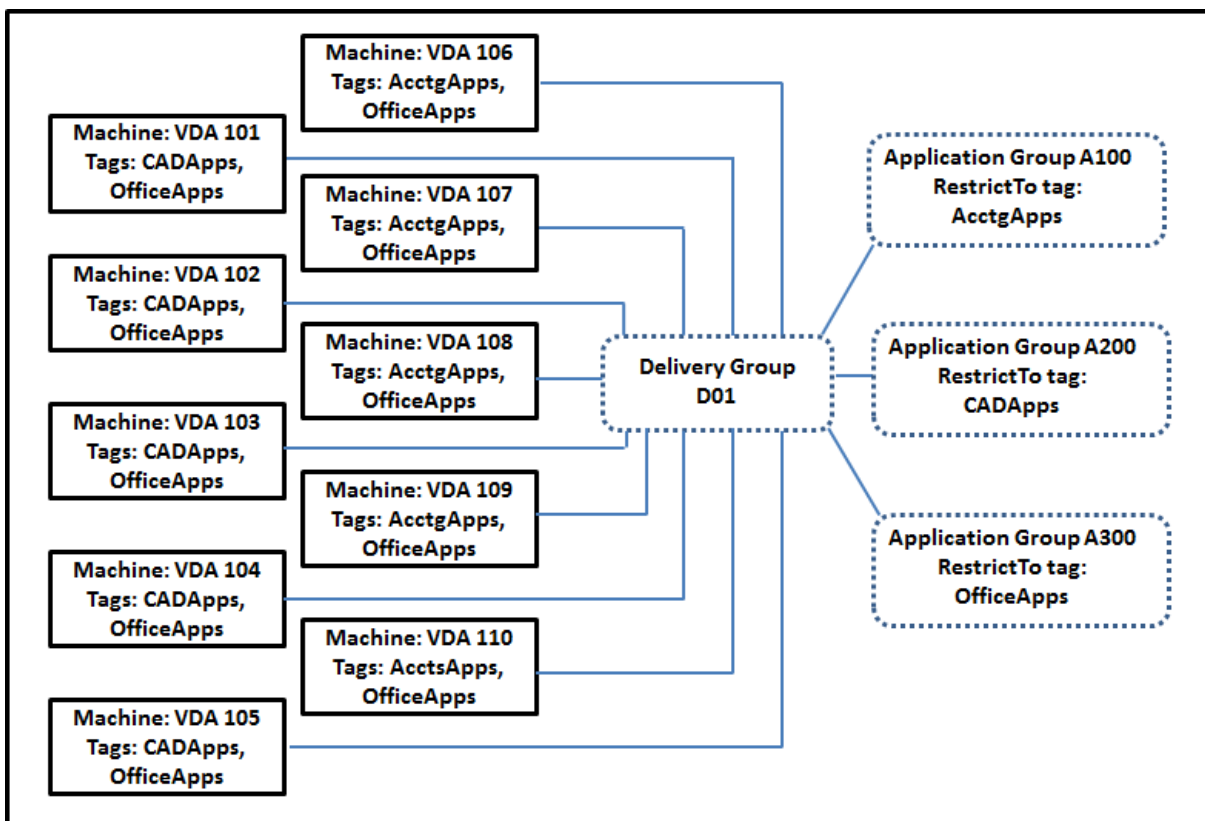 Machine: VDA 106
Tags: AcctgApps,
OfficeApps
Machine: VDA 101
Tags: CADApps,
OfficeApps
Machine: VDA 107
Tags: AcctgApps,
OfficeApps
Machine: VDA 102
Tags: CADApps,
OfficeApps
Machine: VDA 108
Tags: AcctgApps,
OfficeApps
Machine: VDA 103
Tags: CADApps,
OfficeApps
Machine: VDA 109
Tags: AcctgApps,
OfficeApps
Machine: VDA 104
Tags: CADApps,
OfficeApps
Machine: VDA 110
Tags: AcctsApps,
OfficeApps
Machine: VDA 105
Tags: CADApps,
OfficeApps
Delivery Group
D01
Application Group A100
RestrictTo tag:
AcctgApps
Application Group A200
RestrictTo tag:
CADApps
Application Group A300
RestrictTo tag:
OfficeApps